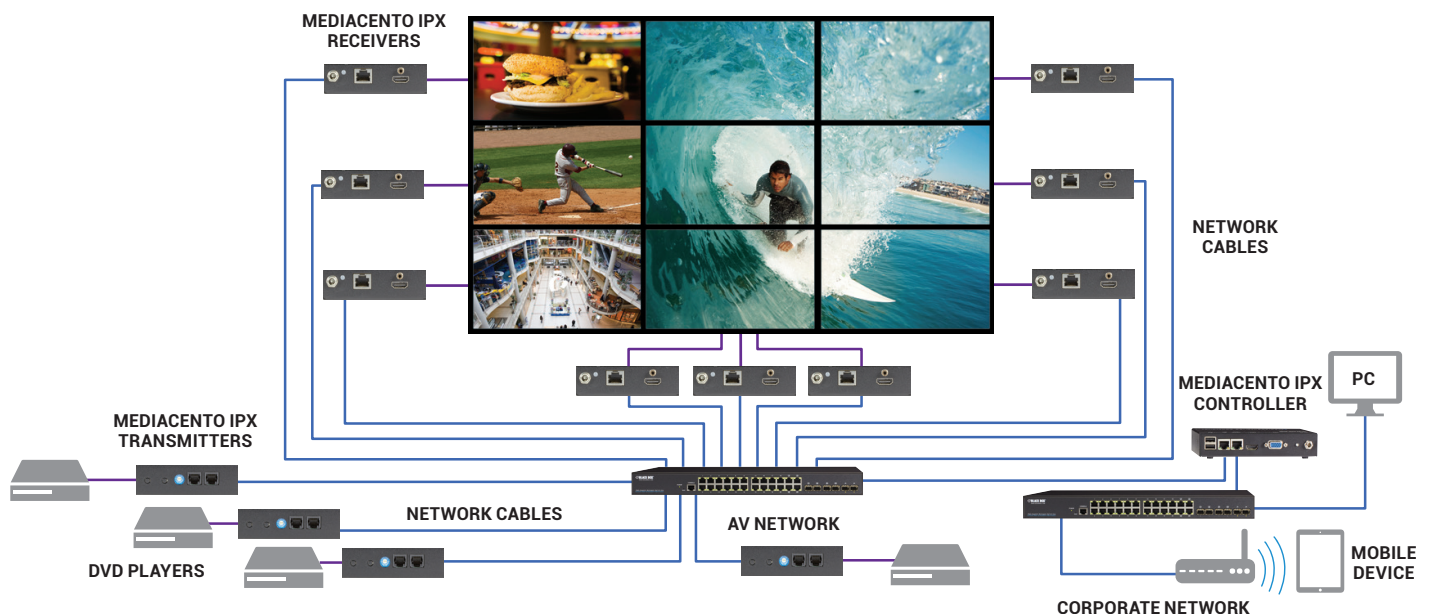 MEDIACENTO IPX
RECEIVERS
NETWORK
CABLES
MEDIACENTO IPX
CONTROLLER
PC
MEDIACENTO IPX
TRANSMITTERS
NETWORK CABLES
AV NETWORK
DVD PLAYERS
MOBILE
DEVICE
CORPORATE NETWORK